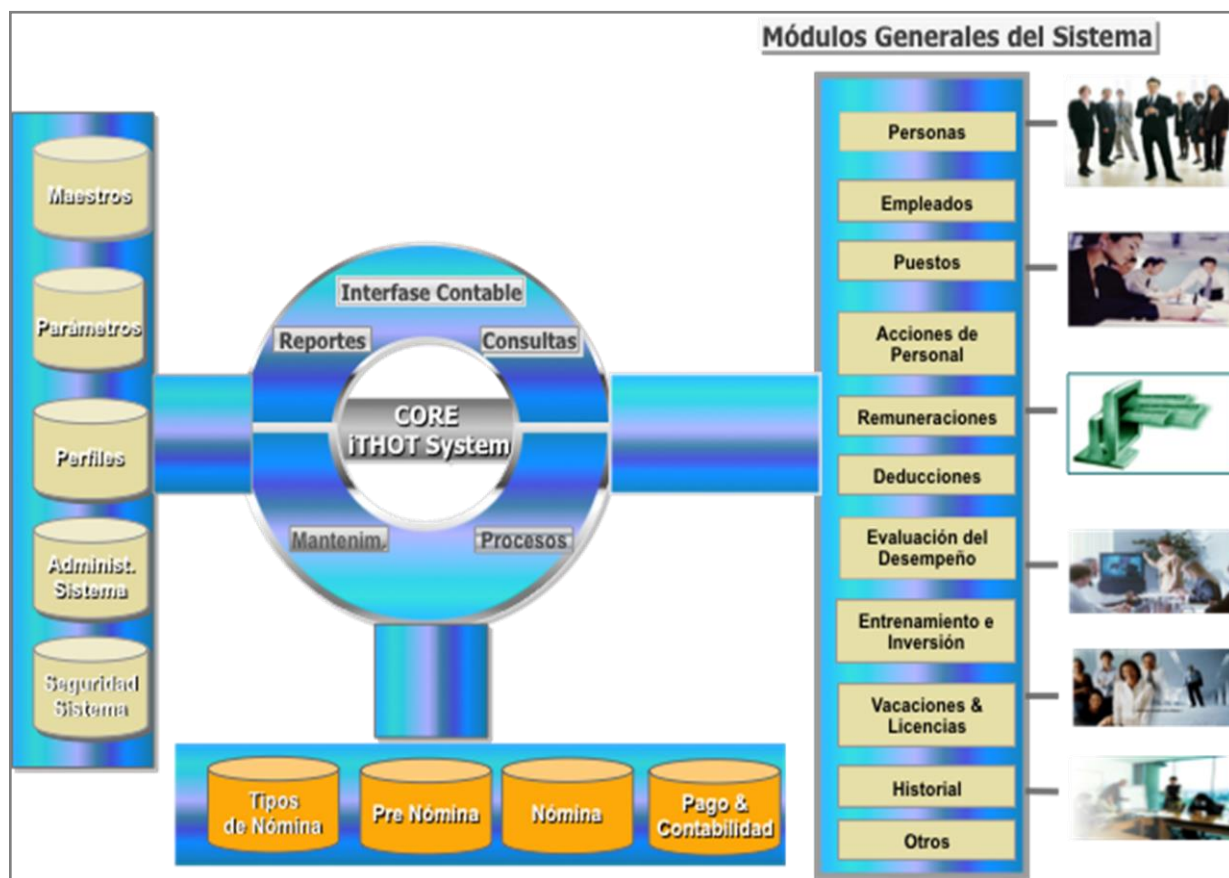 Módulos Generales del Sistema
Maestros
Parámetros
Perfiles
Administ.
Sistema
Seguridad
Sistema
Interfase Contable
Reportes
Consultas
CORE
iTHOT System
Mantenim.
Procesos
Tipos
de Nómina
Pre Nómina
Nómina
Pago &
Contabilidad
Personas
Empleados
Puestos
Acciones de
Personal
Remuneraciones
Deducciones
Evaluación del
Desempeño
Entrenamiento e
Inversión
Vacaciones &
Licencias
Historial
Otros